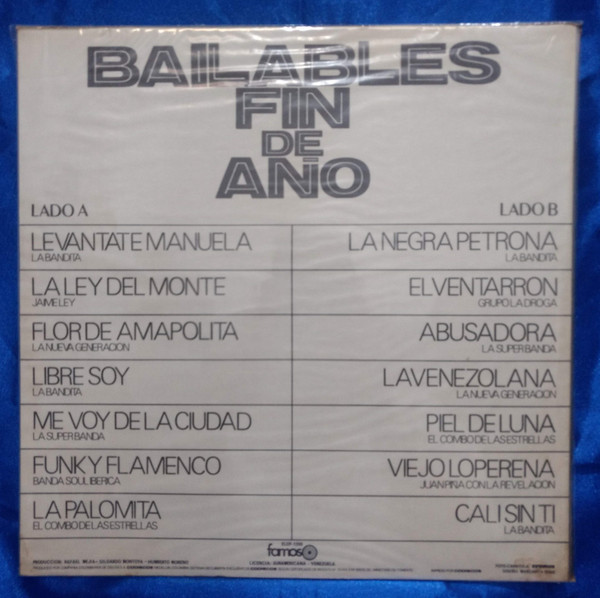 BAILABLES
FIN
DE
AÑO
LADO A
LEVANTATE MANUELA
LA BANDITA
LA LEY DEL MONTE
JAIME LEY
FLOR DE AMAPOLITA
LA NUEVA GENERACION
LIBRE SOY
LA BANDITA
ME VOY DE LA CIUDAD
LA SUPER BANDA
FUNKY FLAMENCO
BANDA SOUL IBERICA
LA PALOMITA
EL COMBO DE LAS ESTRELLAS
LADO B
LA NEGRA PETRONA
LA BANDITA
EL VENTARRON
GRUPO LA DROGA
ABUSADORA
LA SUPER BANDA
LA VENEZOLANA
LA NUEVA GENERACION
PIEL DE LUNA
EL COMBO DE LAS ESTRELLAS
VIEJO LOPERENA
JUAN PIÑA CON LA REVELACION
CALI SIN TI
LA BANDITA
famoso
LICENCIA: SURAMERICANA - VENEZUELA